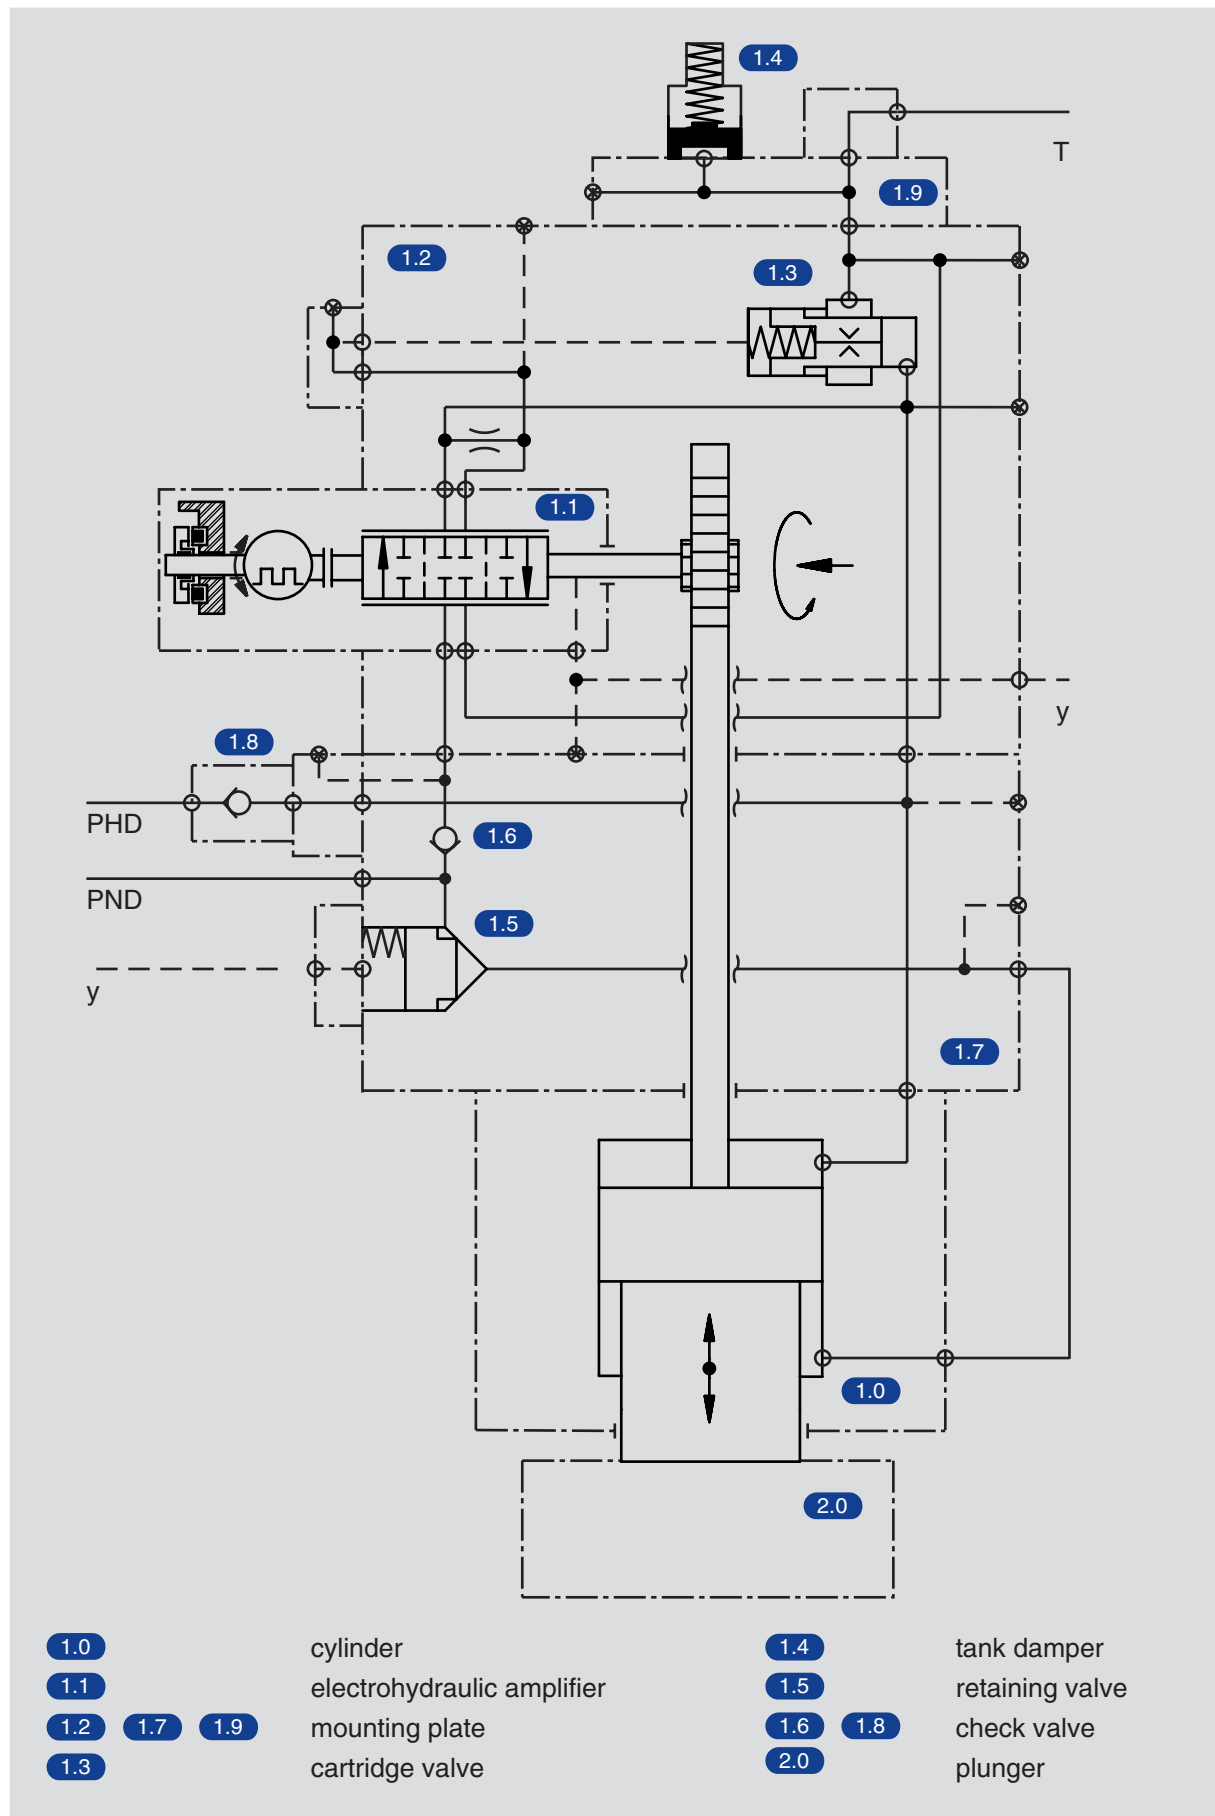 1.4
T
1.9
1.2
1.3
1.1
y
1.8
PHD
1.6
PND
1.5
y
1.7
1.0
2.0
1.0 cylinder 1.4 tank damper
1.1 electrohydraulic amplifier 1.5 retaining valve
1.2 1.7 1.9 mounting plate 1.6 1.8 check valve
1.3 cartridge valve 2.0 plunger